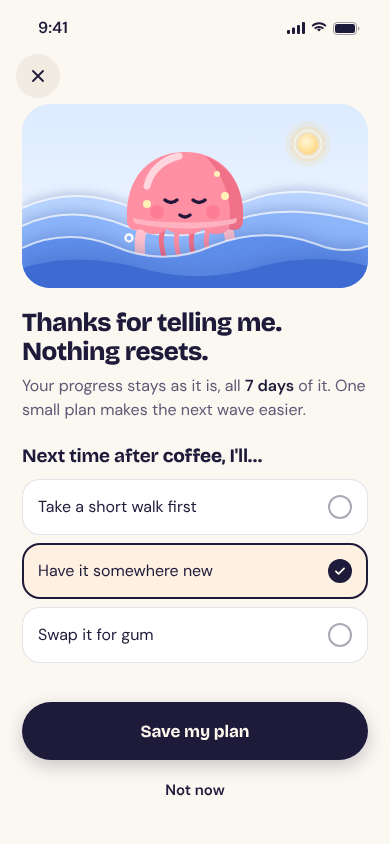 9:41
Thanks for telling me.
Nothing resets.
Your progress stays as it is, all 7 days of it. One
small plan makes the next wave easier.
Next time after coffee, I'll...
Take a short walk first
Have it somewhere new
Swap it for gum
Save my plan
Not now